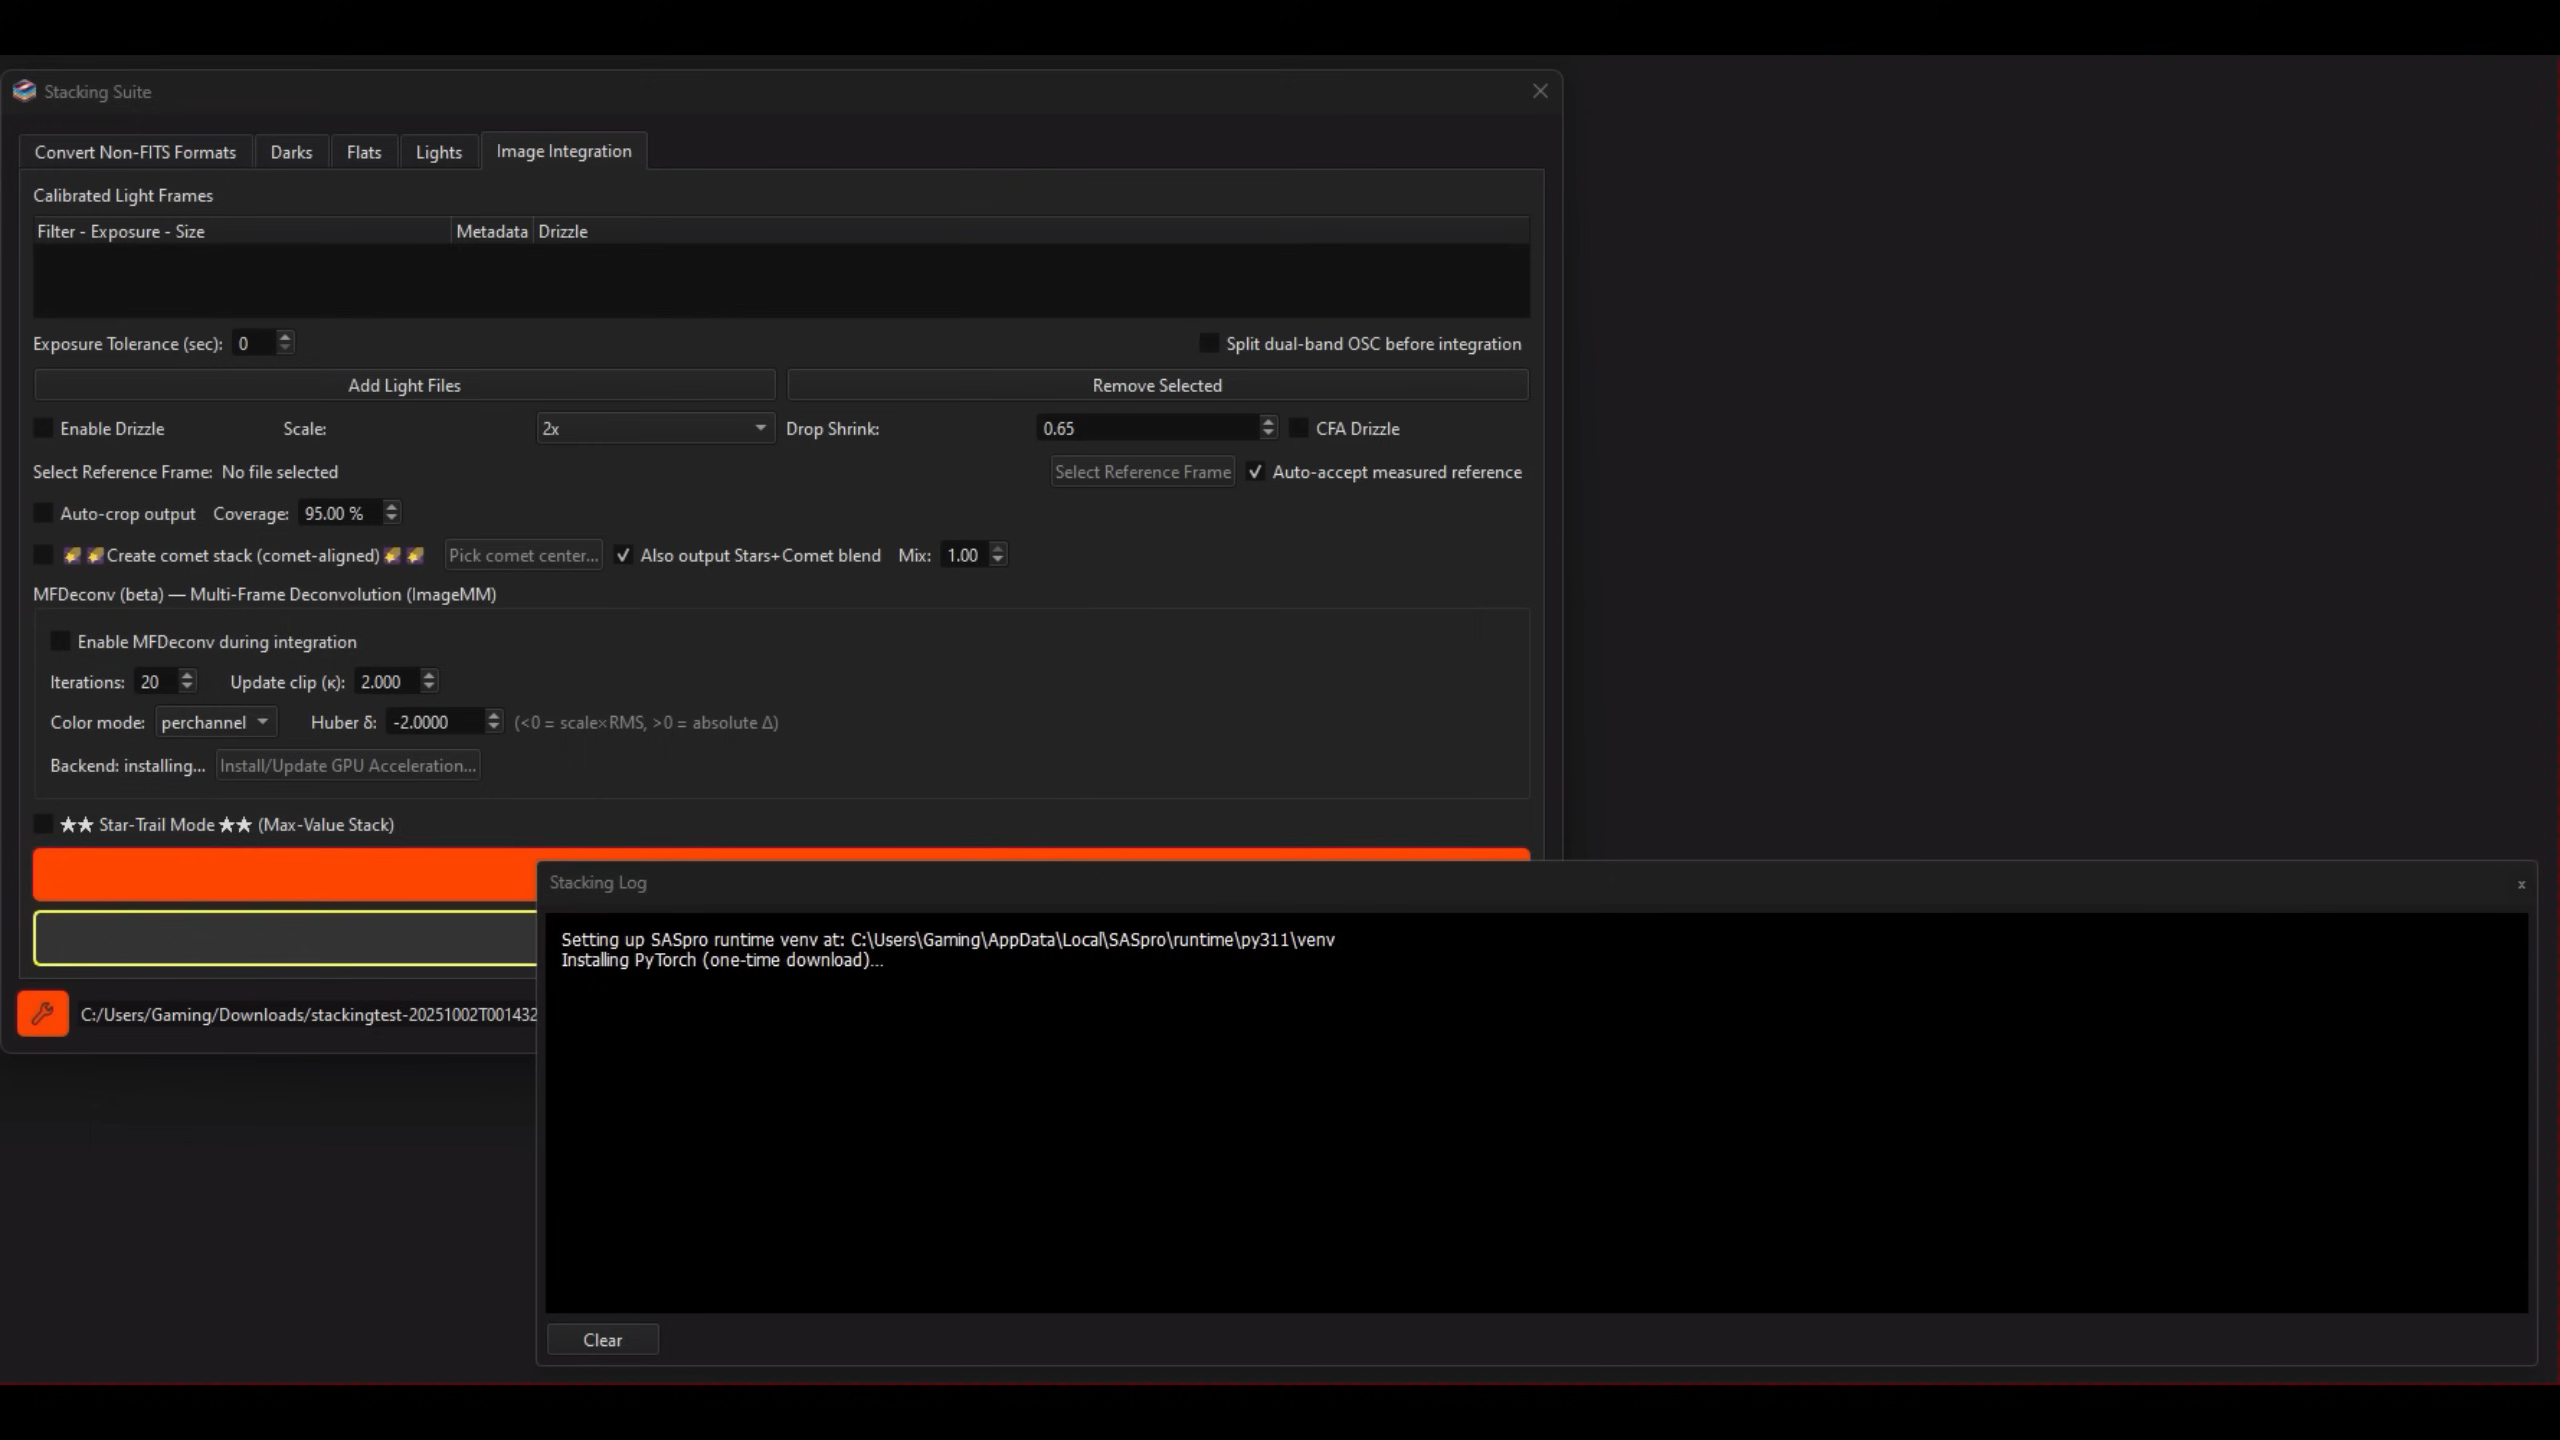 Stacking Suite
Convert Non-FITS Formats Darks Flats Lights Image Integration
Calibrated Light Frames
Filter - Exposure - Size Metadata Drizzle
Exposure Tolerance (sec): 0 Split dual-band OSC before integration
Add Light Files Remove Selected
Enable Drizzle Scale: 2x Drop Shrink: 0.65 CFA Drizzle
Select Reference Frame: No file selected Select Reference Frame Auto-accept measured reference
Auto-crop output Coverage: 95.00 %
Create comet stack (comet-aligned) Pick comet center... Also output Stars+Comet blend Mix: 1.00
MFDeconv (beta) — Multi-Frame Deconvolution (ImageMM)
Enable MFDeconv during integration
Iterations: 20 Update clip (κ): 2.000
Color mode: perchannel Huber δ: -2.0000 (<0 = scale×RMS, >0 = absolute Δ)
Backend: installing... Install/Update GPU Acceleration...
★★ Star-Trail Mode ★★ (Max-Value Stack)
Stacking Log
Setting up SASpro runtime venv at: C:\Users\Gaming\AppData\Local\SASpro\runtime\py311\venv
Installing PyTorch (one-time download)...
C:/Users/Gaming/Downloads/stackingtest-20251002T001432
Clear